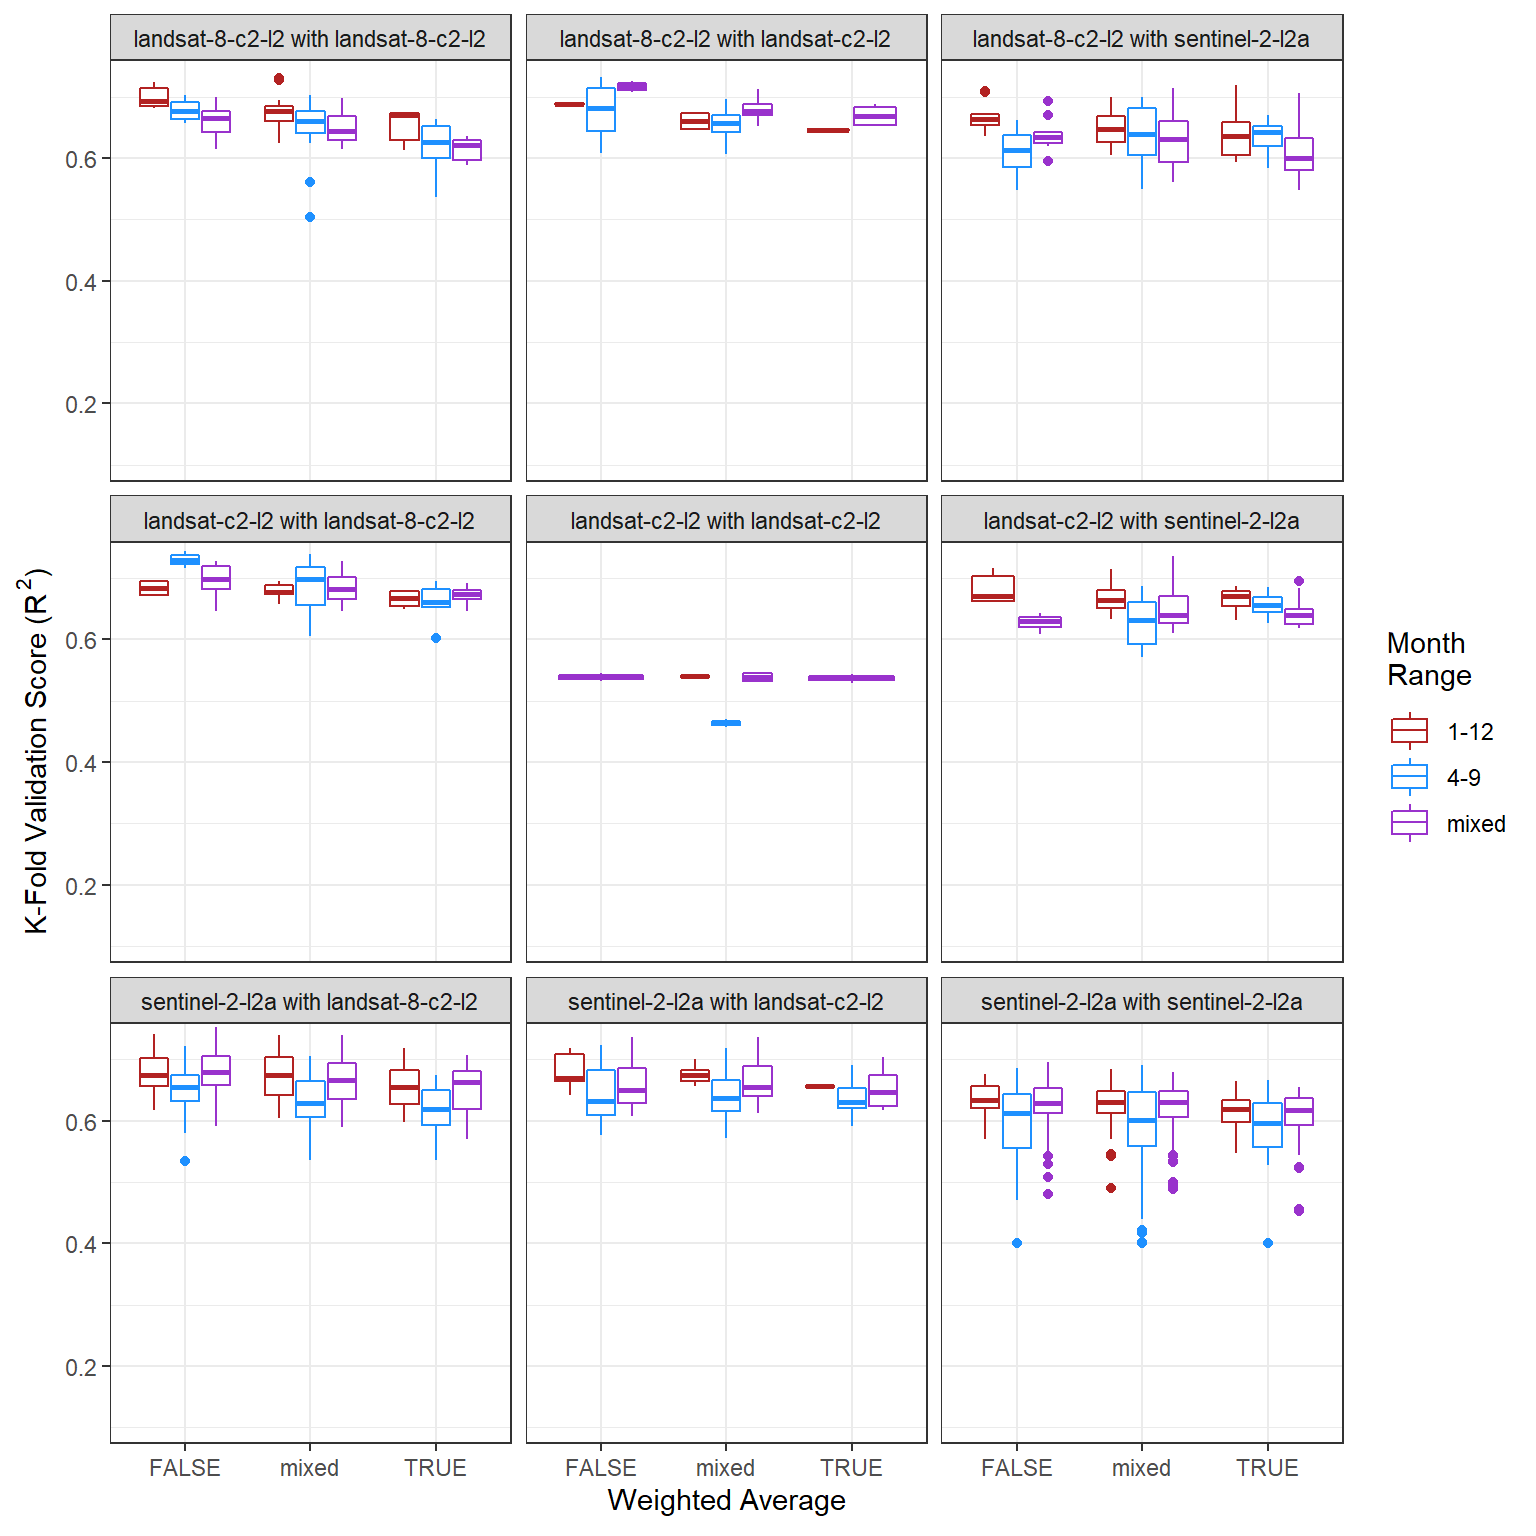 landsat-8-c2-l2 with landsat-8-c2-l2
landsat-8-c2-l2 with landsat-c2-l2
landsat-8-c2-l2 with sentinel-2-l2a
0.6
0.4
0.2
landsat-c2-l2 with landsat-8-c2-l2
landsat-c2-l2 with landsat-c2-l2
landsat-c2-l2 with sentinel-2-l2a
0.6
0.4
0.2
sentinel-2-l2a with landsat-8-c2-l2
sentinel-2-l2a with landsat-c2-l2
sentinel-2-l2a with sentinel-2-l2a
0.6
0.4
0.2
K-Fold Validation Score (R²)
FALSE mixed TRUE
FALSE mixed TRUE
FALSE mixed TRUE
Weighted Average
Month
Range
1-12
4-9
mixed